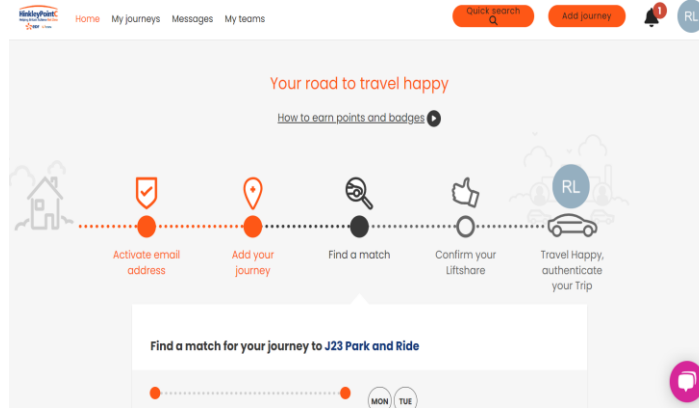 HinkleyPoint C
Home My journeys Messages My teams
Quick search
Add journey
1
RL
Your road to travel happy
How to earn points and badges
RL
Activate email address
Add your journey
Find a match
Confirm your Liftshare
Travel Happy, authenticate your Trip
Find a match for your journey to J23 Park and Ride
MON TUE